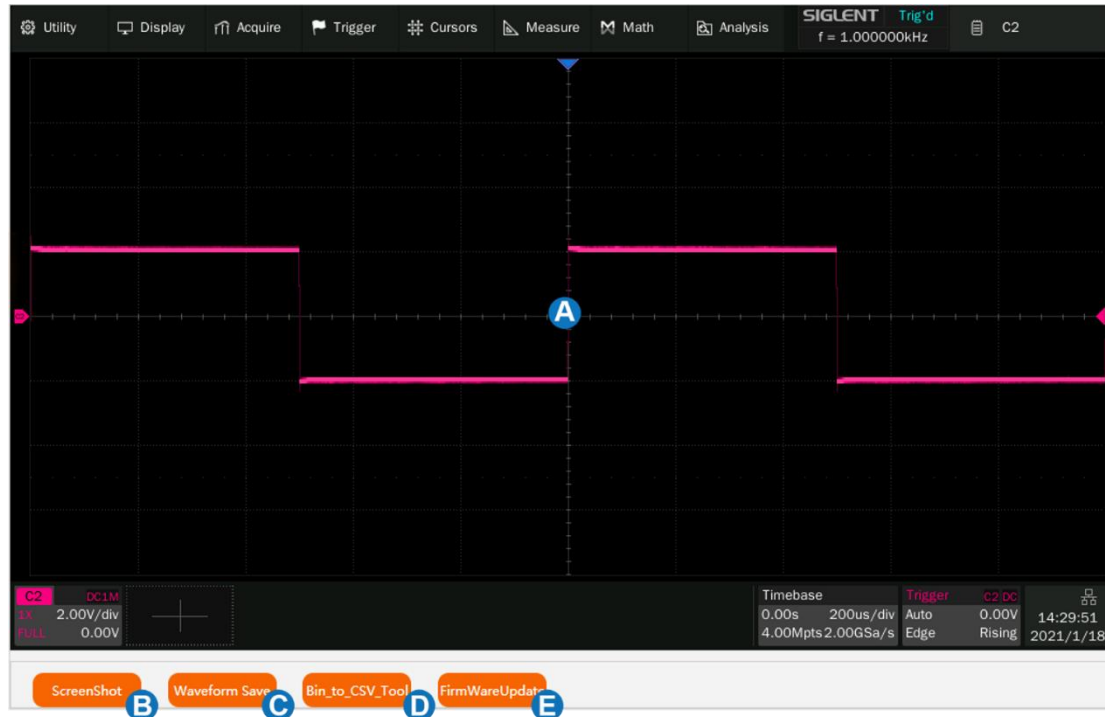 Utility Display Acquire Trigger Cursors Measure Math Analysis SIGLENT Trig'd C2
f = 1.000000kHz
A
C2 DC1M
1X 2.00V/div
FULL 0.00V
Timebase
0.00s 200us/div
4.00Mpts 2.00GSa/s
Trigger C2 DC
Auto 0.00V
Edge Rising
14:29:51
2021/1/18
ScreenShot B
Waveform Save C
Bin_to_CSV_Tool D
FirmWareUpdate E